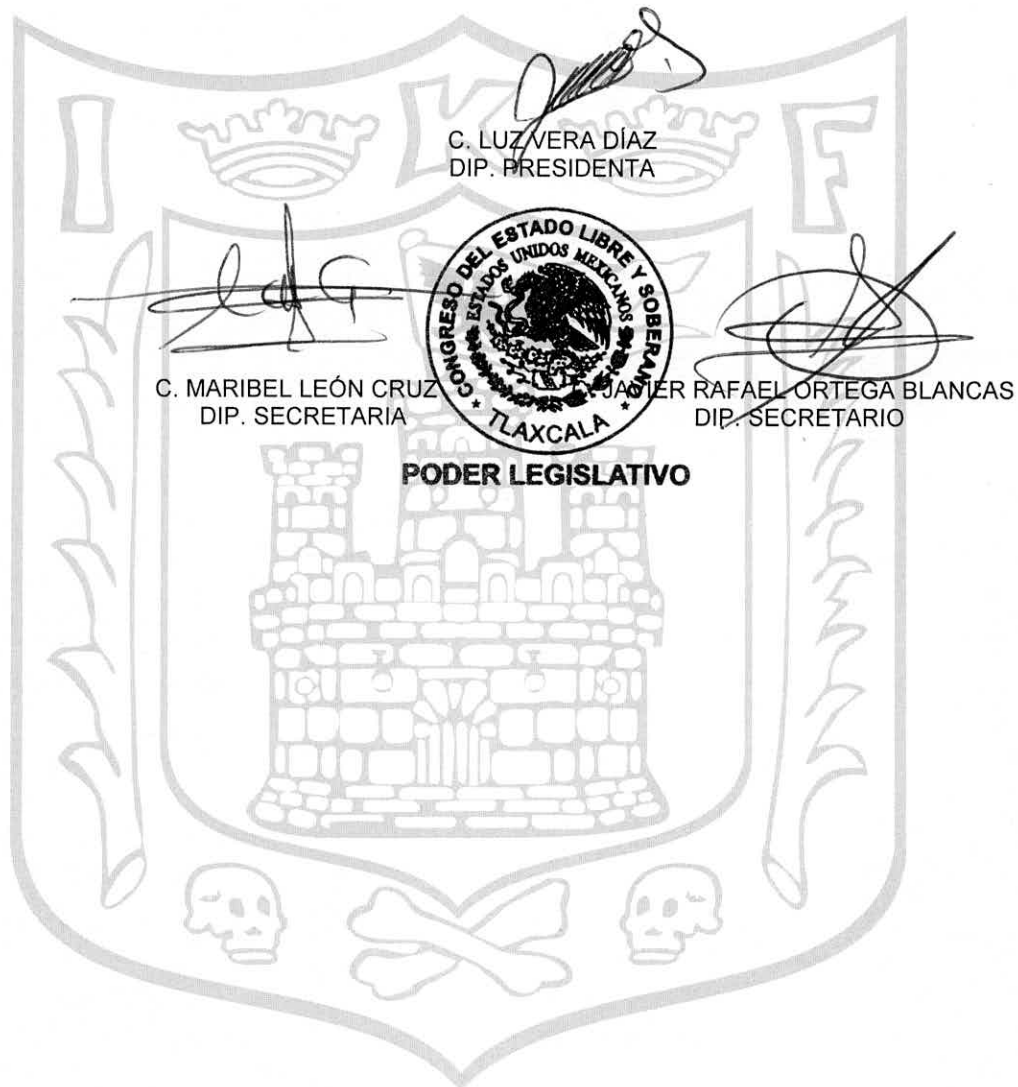 I K F
C. LUZ VERA DÍAZ
DIP. PRESIDENTA
CONGRESO DEL ESTADO LIBRE Y SOBERANO
ESTADOS UNIDOS MEXICANOS
TLAXCALA
C. MARIBEL LEÓN CRUZ
DIP. SECRETARIA
JAVIER RAFAEL ORTEGA BLANCAS
DIP. SECRETARIO
PODER LEGISLATIVO